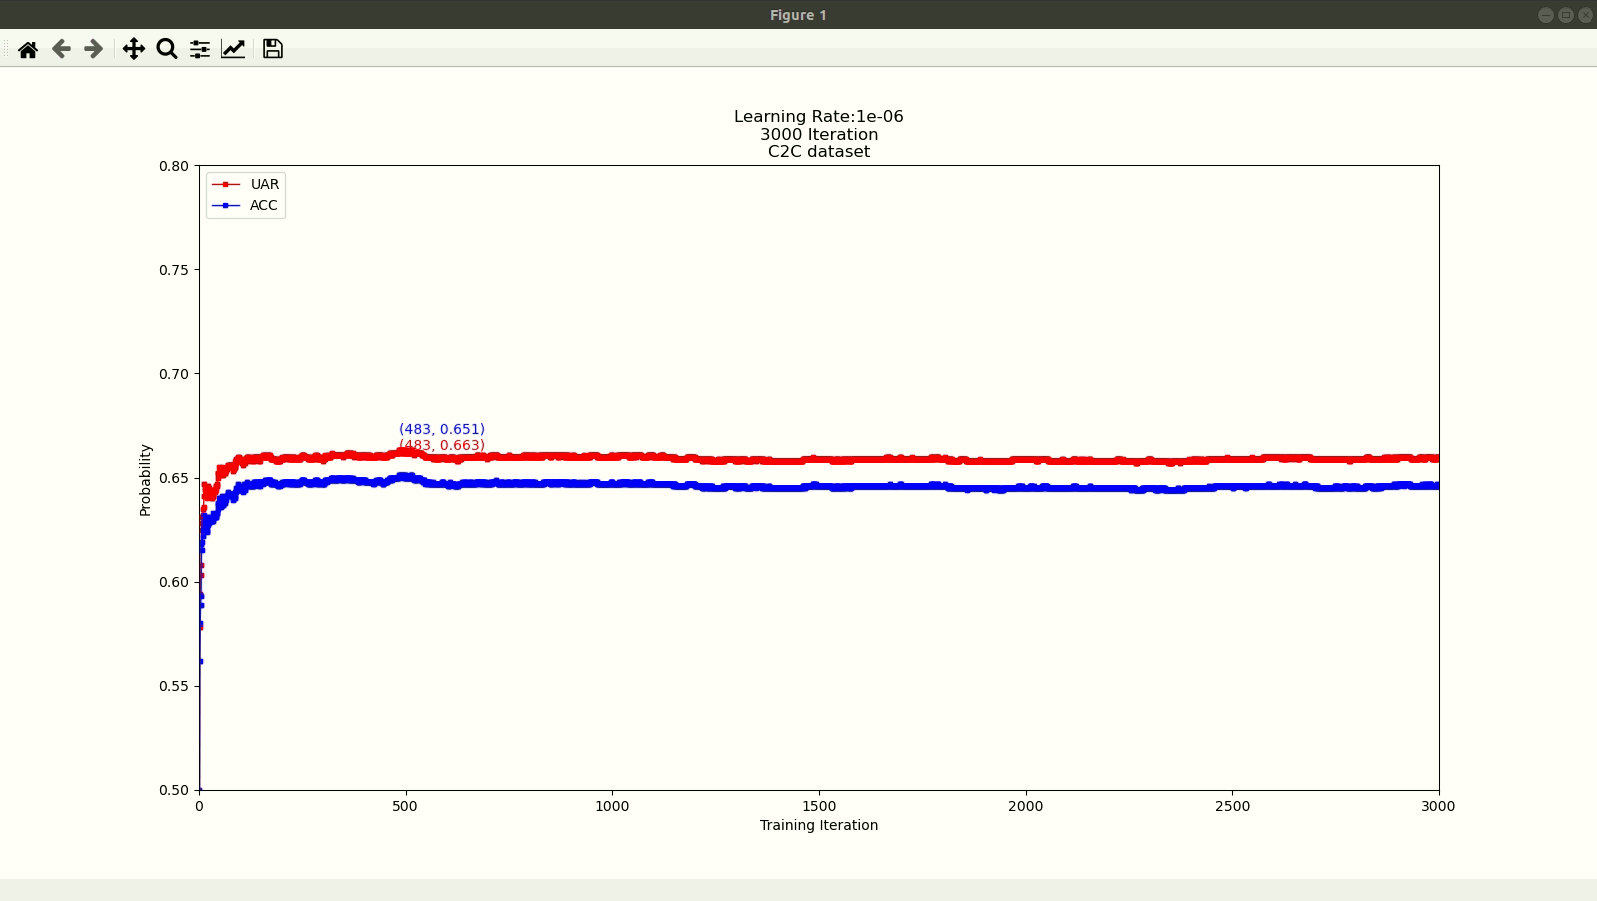 Figure 1
Learning Rate:1e-06
3000 Iteration
C2C dataset
0.80
UAR
ACC
0.75
0.70
(483, 0.651)
(483, 0.663)
0.65
Probability
0.60
0.55
0.50
0 500 1000 1500 2000 2500 3000
Training Iteration